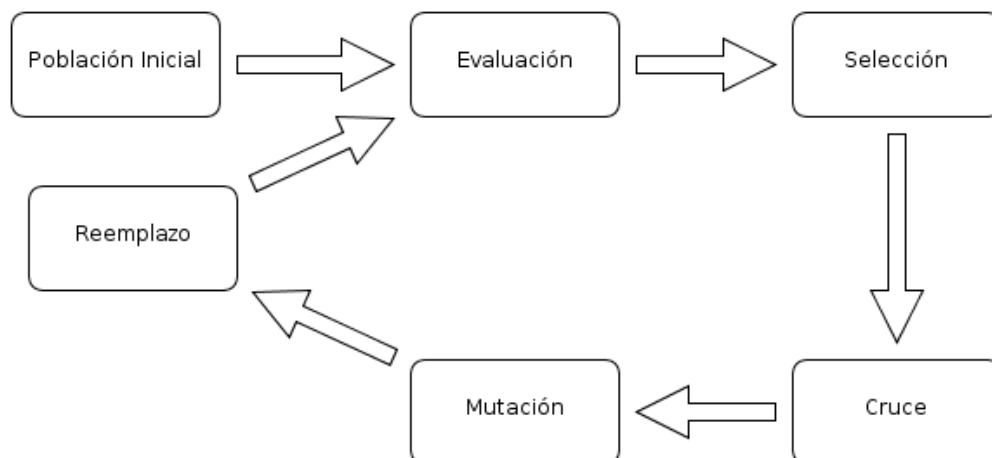 Población Inicial
Evaluación
Selección
Reemplazo
Mutación
Cruce